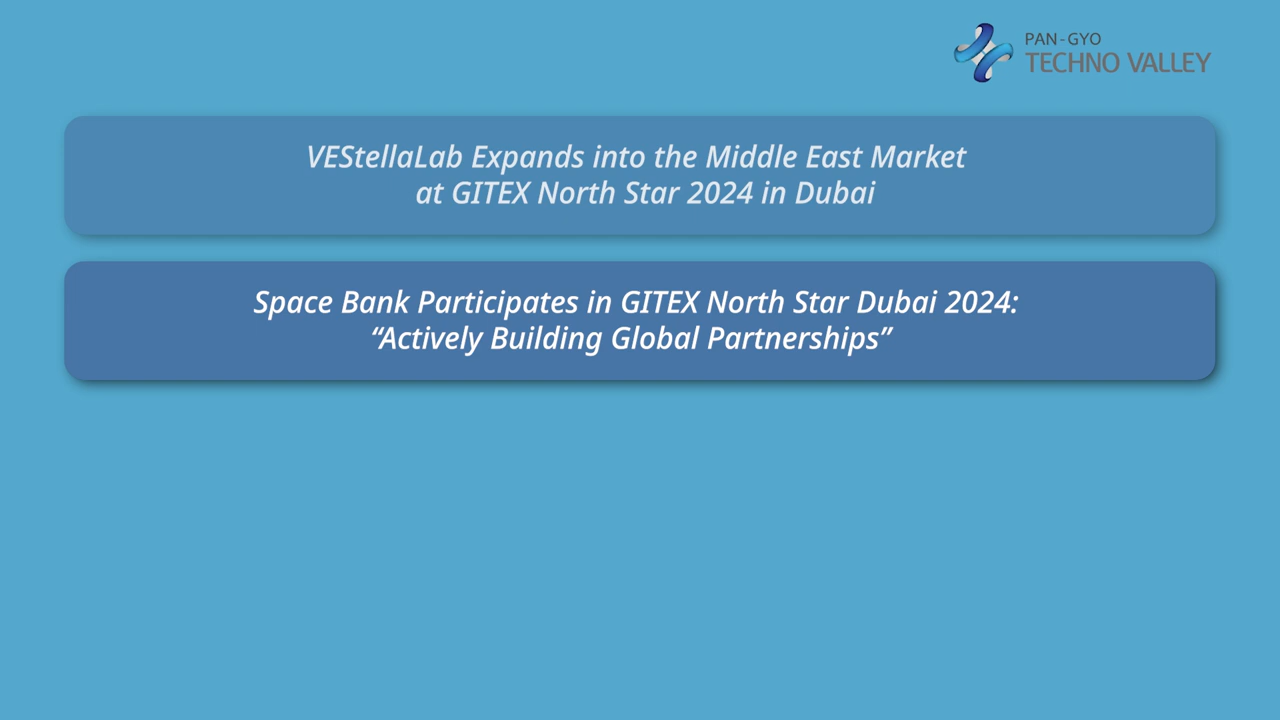 PAN-GYO
TECHNO VALLEY
VEStellaLab Expands into the Middle East Market
at GITEX North Star 2024 in Dubai
Space Bank Participates in GITEX North Star Dubai 2024:
“Actively Building Global Partnerships”